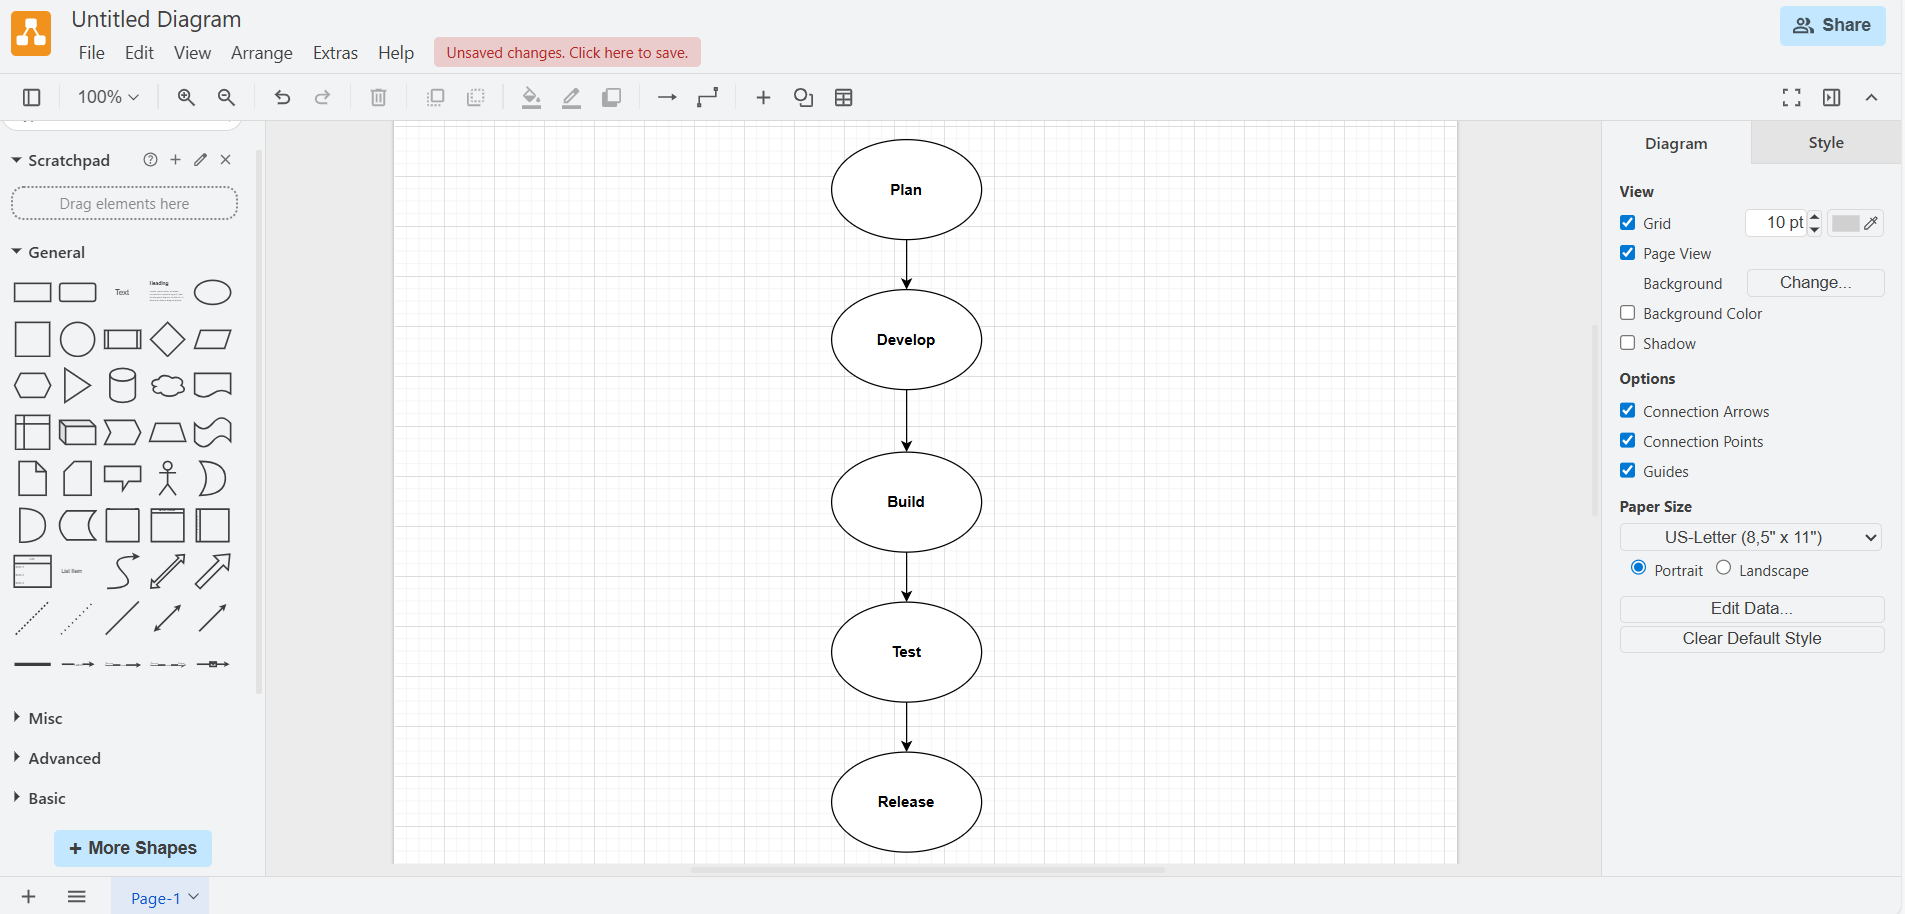 Untitled Diagram
File Edit View Arrange Extras Help Unsaved changes. Click here to save.
Share
100%
Scratchpad
Drag elements here
General
Text
Heading
List Item
Misc
Advanced
Basic
+ More Shapes
Page-1
Plan
Develop
Build
Test
Release
Diagram Style
View
Grid 10 pt
Page View
Background Change...
Background Color
Shadow
Options
Connection Arrows
Connection Points
Guides
Paper Size
US-Letter (8,5" x 11")
Portrait Landscape
Edit Data...
Clear Default Style